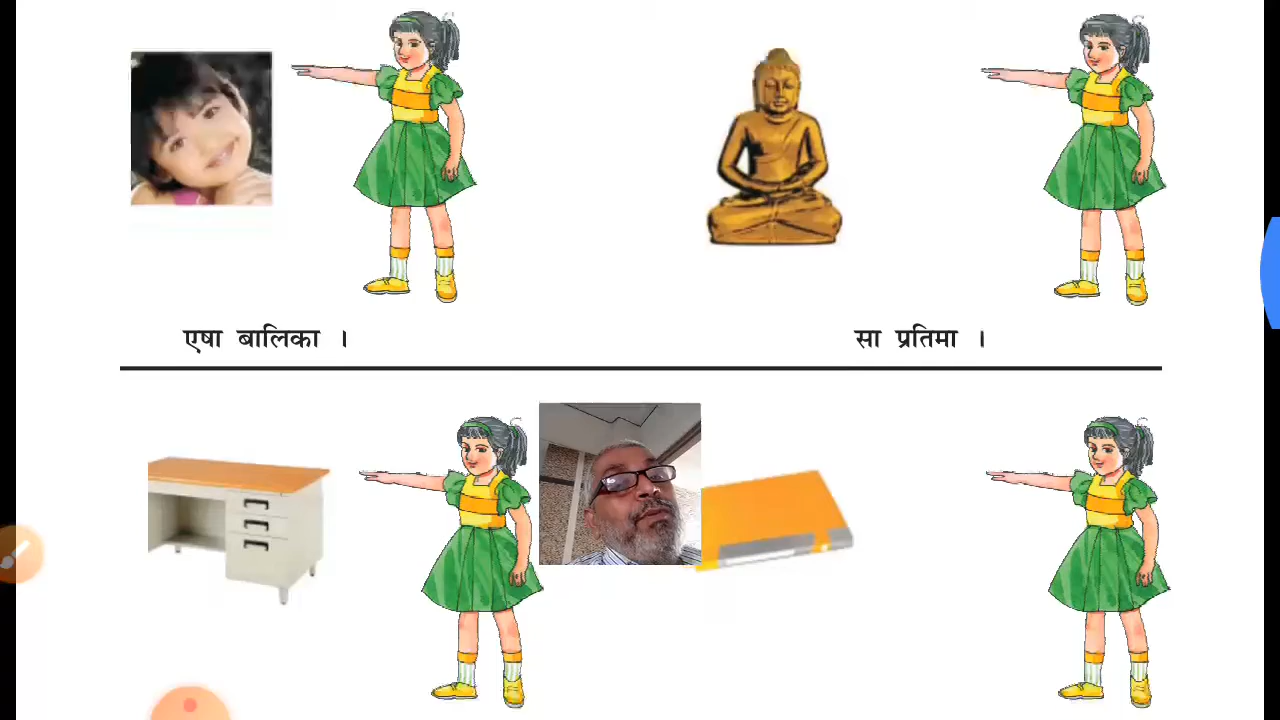 एषा बालिका ।
सा प्रतिमा ।